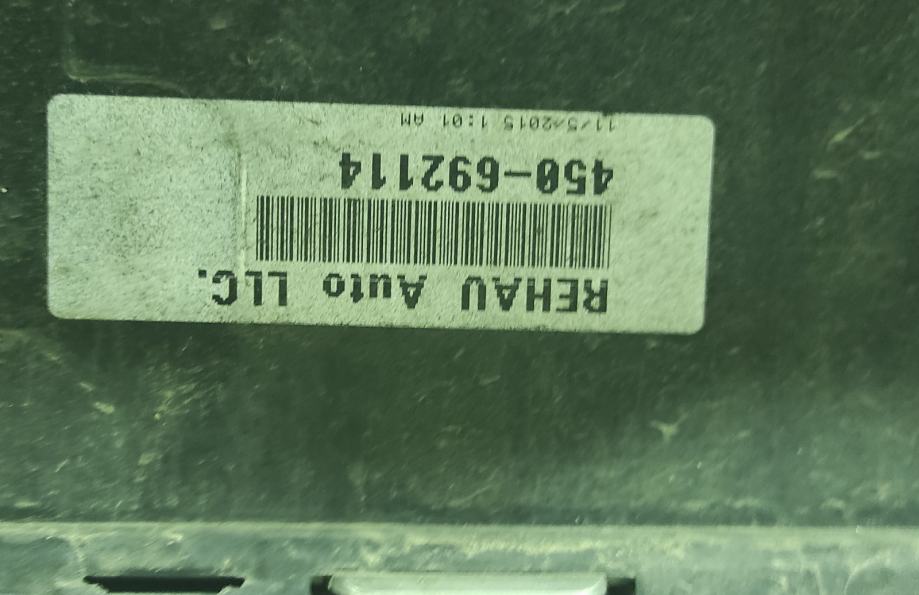 REHAU Auto LLC.
450-692114
11/5/2015 1:01 AM